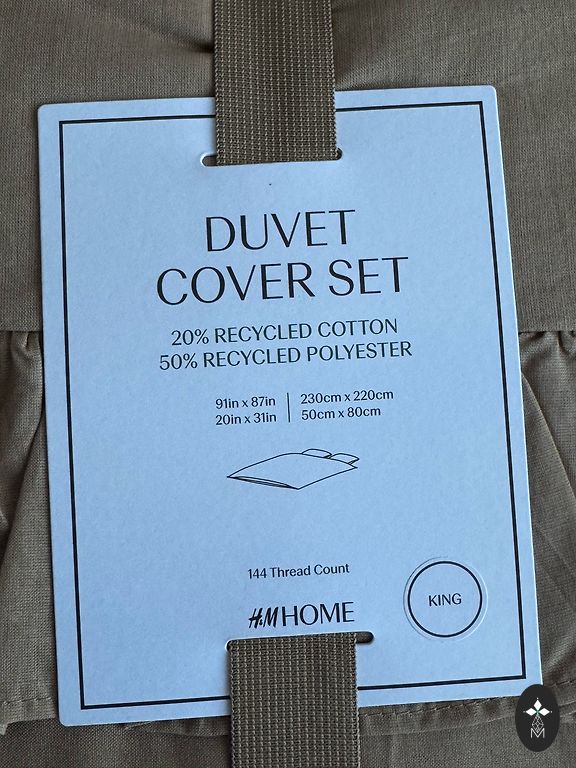 DUVET
COVER SET
20% RECYCLED COTTON
50% RECYCLED POLYESTER
91in x 87in | 230cm x 220cm
20in x 31in | 50cm x 80cm
144 Thread Count
H&M HOME
KING
M